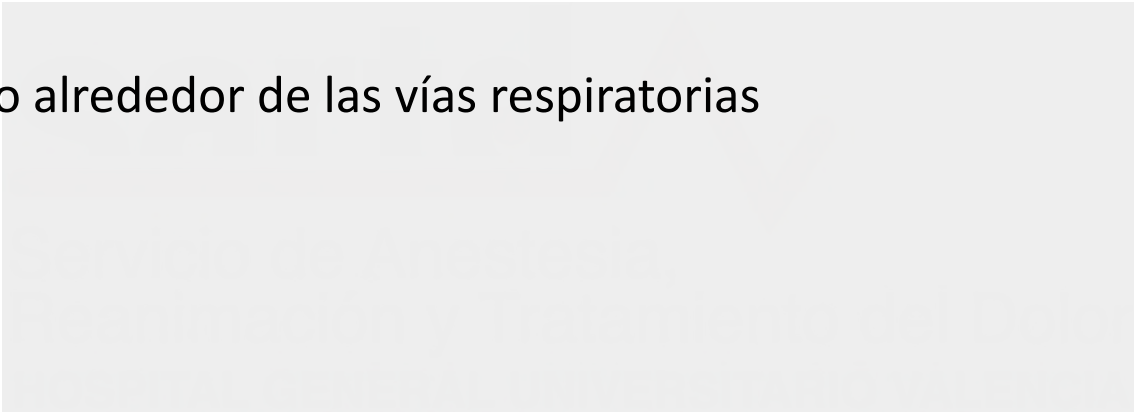 o alrededor de las vías respiratorias
Servicio de Anestesia,
Reanimación y Tratamiento del Dolor
HOSPITAL GENERAL UNIVERSITARIO VALENCIA